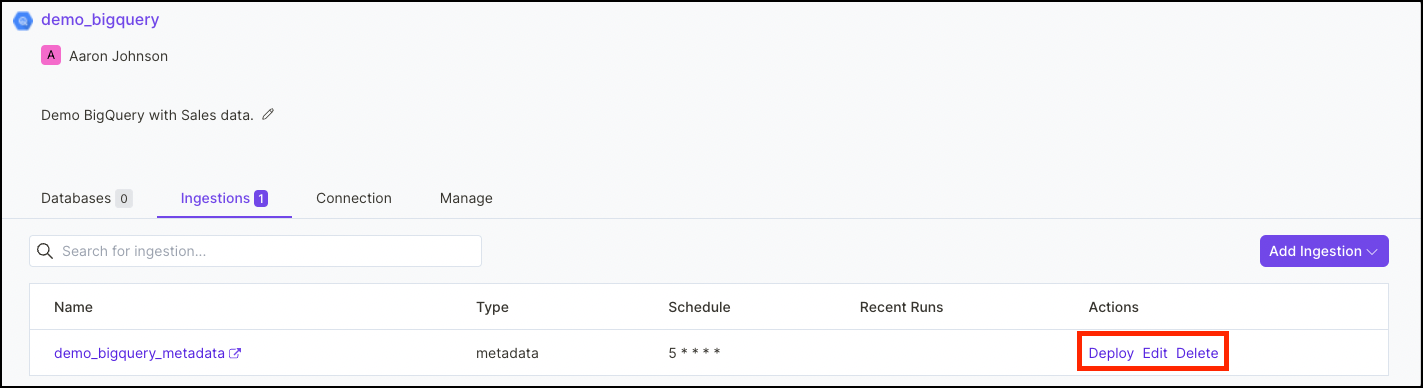 demo_bigquery
A Aaron Johnson
Demo BigQuery with Sales data.
Databases 0 Ingestions 1 Connection Manage
Search for ingestion... Add Ingestion
Name Type Schedule Recent Runs Actions
demo_bigquery_metadata metadata 5 * * * * Deploy Edit Delete